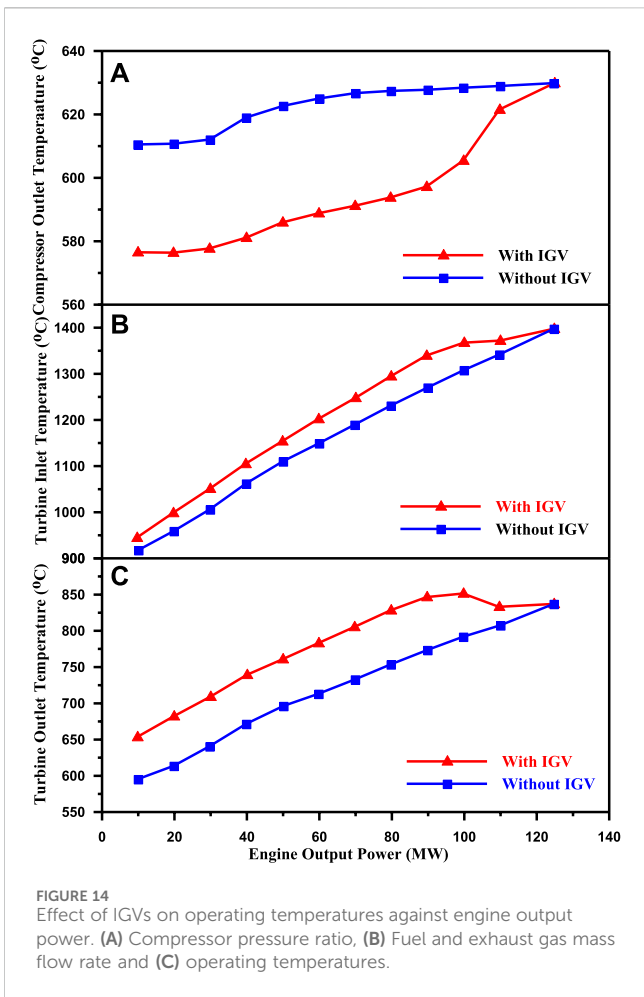 640
620
600
580
560
Compressor Outlet Temperaature (⁰C)
A
With IGV
Without IGV
1400
1300
1200
1100
1000
900
Turbine Inlet Temperature (⁰C)
B
With IGV
Without IGV
900
850
800
750
700
650
600
550
Turbine Outlet Temperature (⁰C)
C
With IGV
Without IGV
0 20 40 60 80 100 120 140
Engine Output Power (MW)
FIGURE 14
Effect of IGVs on operating temperatures against engine output
power. (A) Compressor pressure ratio, (B) Fuel and exhaust gas mass
flow rate and (C) operating temperatures.